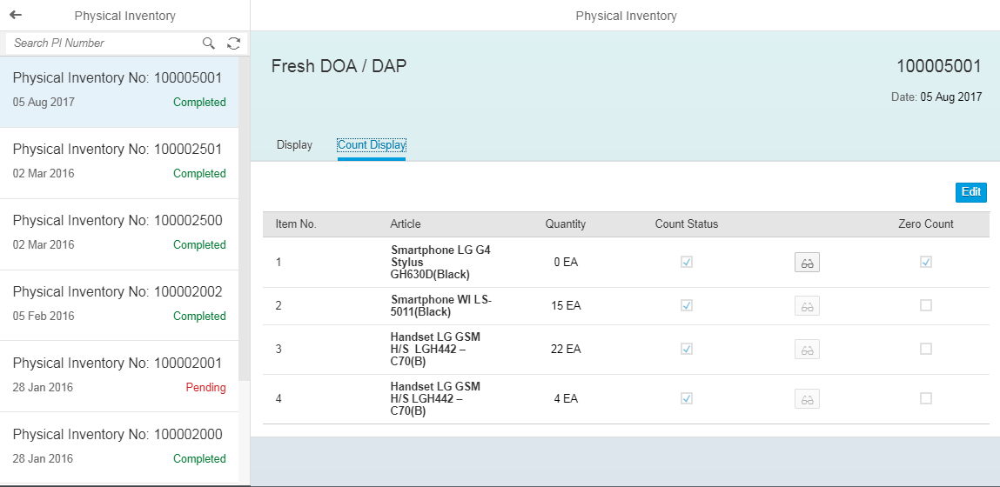 Physical Inventory
Search PI Number
Physical Inventory No: 100005001
05 Aug 2017 Completed
Physical Inventory No: 100002501
02 Mar 2016 Completed
Physical Inventory No: 100002500
02 Mar 2016 Completed
Physical Inventory No: 100002002
05 Feb 2016 Completed
Physical Inventory No: 100002001
28 Jan 2016 Pending
Physical Inventory No: 100002000
28 Jan 2016 Completed
Physical Inventory
Fresh DOA / DAP 100005001
Date: 05 Aug 2017
Display Count Display
Edit
Item No. Article Quantity Count Status Zero Count
Smartphone LG G4
1 Stylus 0 EA
GH630D(Black)
2 Smartphone WI LS- 15 EA
5011(Black)
Handset LG GSM
3 H/S LGH442 – 22 EA
C70(B)
Handset LG GSM
4 H/S LGH442 – 4 EA
C70(B)